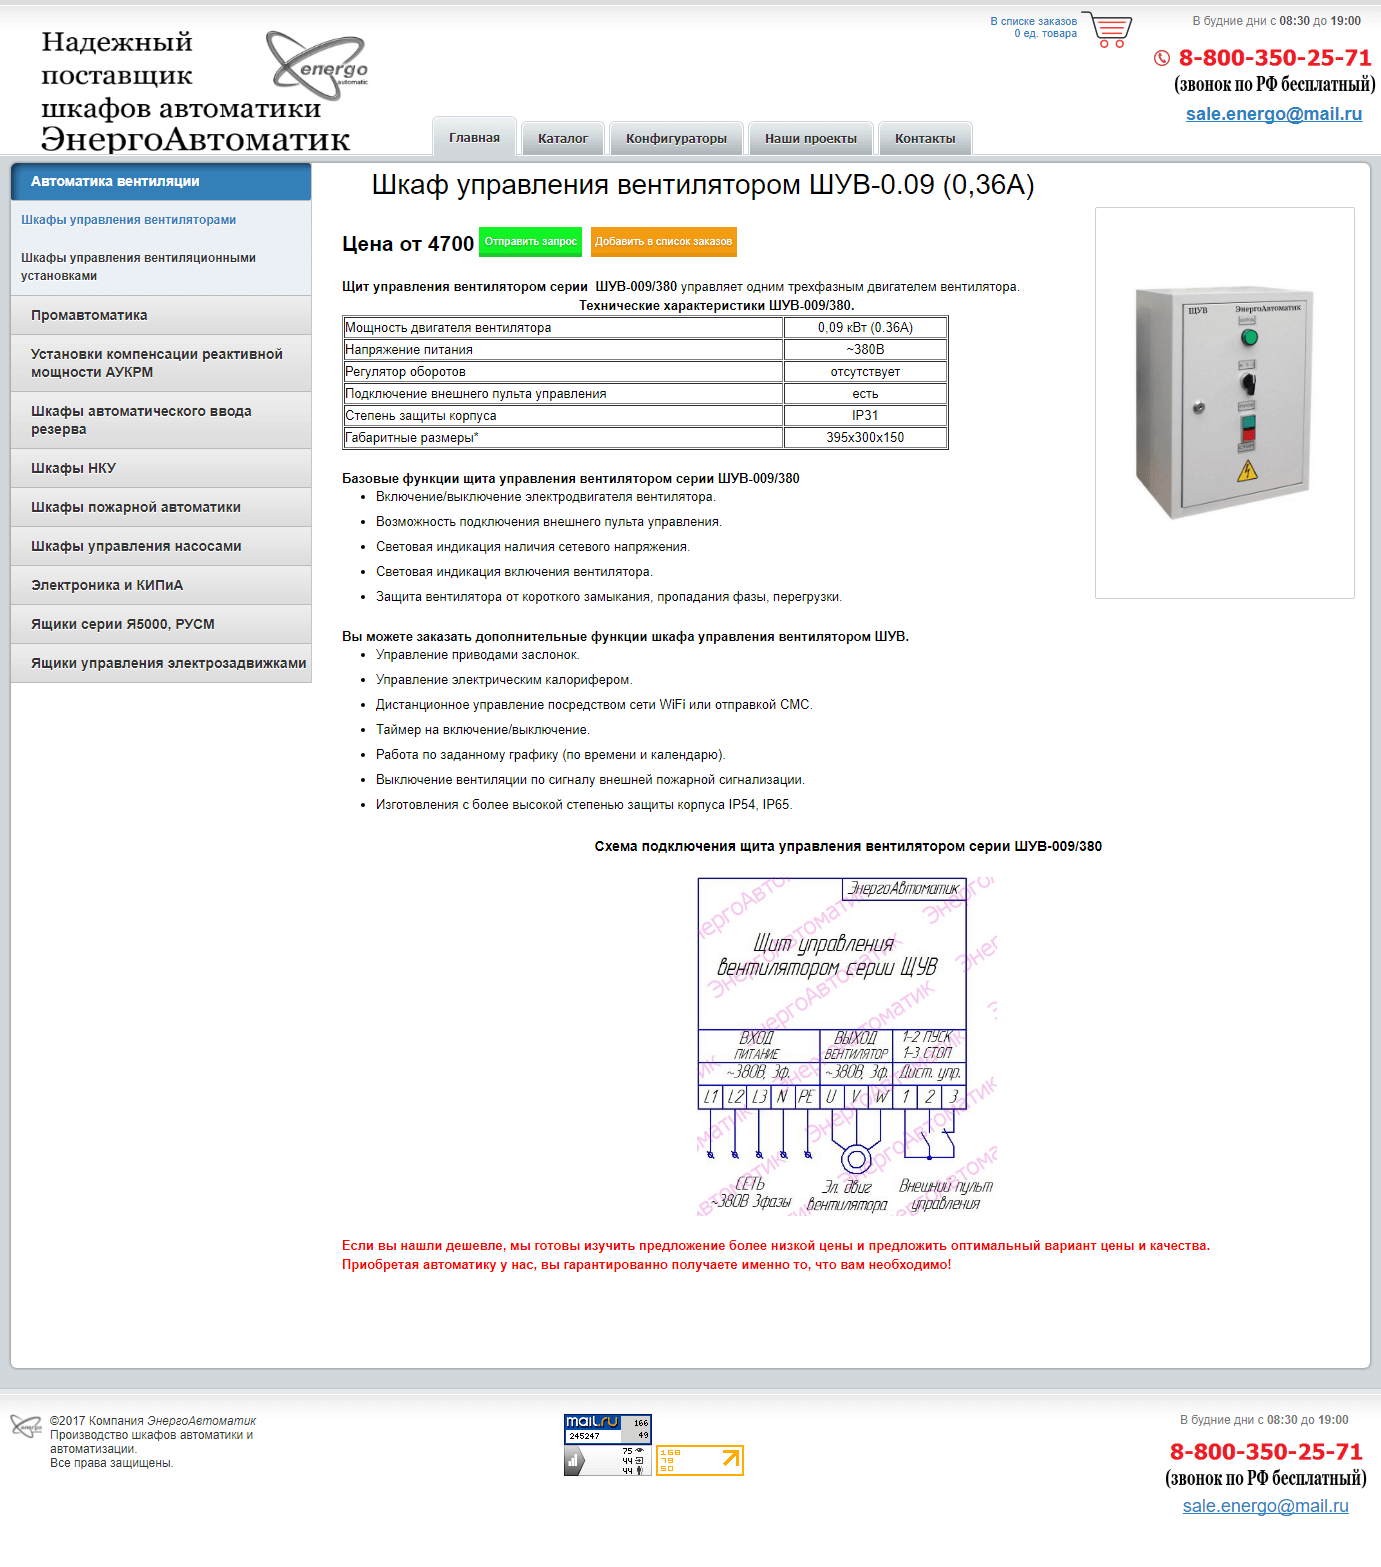 Надежный
поставщик
шкафов автоматики
ЭнергоАвтоматик
energo
automatic
В списке заказов
0 ед. товара
В будние дни с 08:30 до 19:00
8-800-350-25-71
(звонок по РФ бесплатный)
sale.energo@mail.ru
Главная
Каталог
Конфигураторы
Наши проекты
Контакты
Автоматика вентиляции
Шкафы управления вентиляторами
Шкафы управления вентиляционными
установками
Промавтоматика
Установки компенсации реактивной
мощности АУКРМ
Шкафы автоматического ввода
резерва
Шкафы НКУ
Шкафы пожарной автоматики
Шкафы управления насосами
Электроника и КИПиА
Ящики серии Я5000, РУСМ
Ящики управления электрозадвижками
Шкаф управления вентилятором ШУВ-0.09 (0,36А)
Цена от 4700
Отправить запрос
Добавить в список заказов
Щит управления вентилятором серии ШУВ-009/380 управляет одним трехфазным двигателем вентилятора.
Технические характеристики ШУВ-009/380.
Мощность двигателя вентилятора 0,09 кВт (0.36А)
Напряжение питания ~380В
Регулятор оборотов отсутствует
Подключение внешнего пульта управления есть
Степень защиты корпуса IP31
Габаритные размеры* 395х300х150
ЩУВ ЭнергоАвтоматик
Базовые функции щита управления вентилятором серии ШУВ-009/380
• Включение/выключение электродвигателя вентилятора.
• Возможность подключения внешнего пульта управления.
• Световая индикация наличия сетевого напряжения.
• Световая индикация включения вентилятора.
• Защита вентилятора от короткого замыкания, пропадания фазы, перегрузки.
Вы можете заказать дополнительные функции шкафа управления вентилятором ШУВ.
• Управление приводами заслонок.
• Управление электрическим калорифером.
• Дистанционное управление посредством сети WiFi или отправкой СМС.
• Таймер на включение/выключение.
• Работа по заданному графику (по времени и календарю).
• Выключение вентиляции по сигналу внешней пожарной сигнализации.
• Изготовления с более высокой степенью защиты корпуса IP54, IP65.
Схема подключения щита управления вентилятором серии ШУВ-009/380
ЭнергоАвтоматик
Щит управления
вентилятором серии ЩУВ
ВХОД ВЫХОД 1-2 ПУСК
ПИТАНИЕ ВЕНТИЛЯТОР 1-3 СТОП
~380В, 3ф. ~380В, 3ф. Дист. упр.
L1 L2 L3 N PE U V W 1 2 3
СЕТЬ Эл. двиг Внешний пульт
~380В 3фазы вентилятора управления
Если вы нашли дешевле, мы готовы изучить предложение более низкой цены и предложить оптимальный вариант цены и качества.
Приобретая автоматику у нас, вы гарантированно получаете именно то, что вам необходимо!
©2017 Компания ЭнергоАвтоматик
Производство шкафов автоматики и
автоматизации.
Все права защищены.
mail.ru 166
245247 49
75
44
44
168
79
50
В будние дни с 08:30 до 19:00
8-800-350-25-71
(звонок по РФ бесплатный)
sale.energo@mail.ru